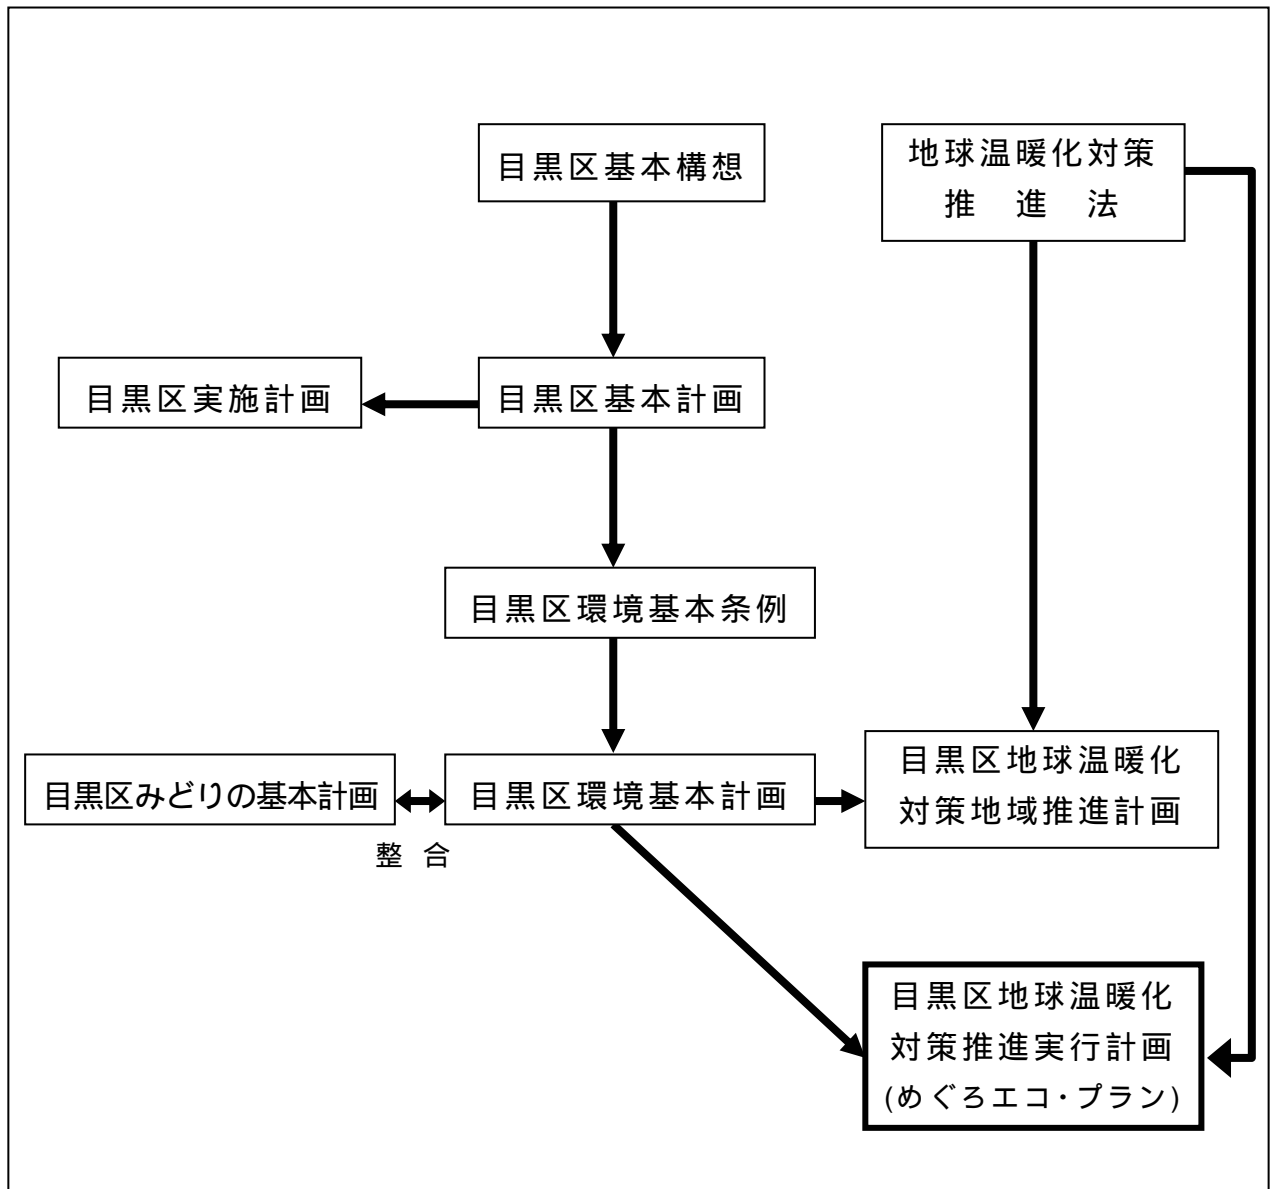 目黒区基本構想
地球温暖化対策
推進法
目黒区実施計画
目黒区基本計画
目黒区環境基本条例
目黒区みどりの基本計画
整合
目黒区環境基本計画
目黒区地球温暖化
対策地域推進計画
目黒区地球温暖化
対策推進実行計画
(めぐろエコ・プラン)